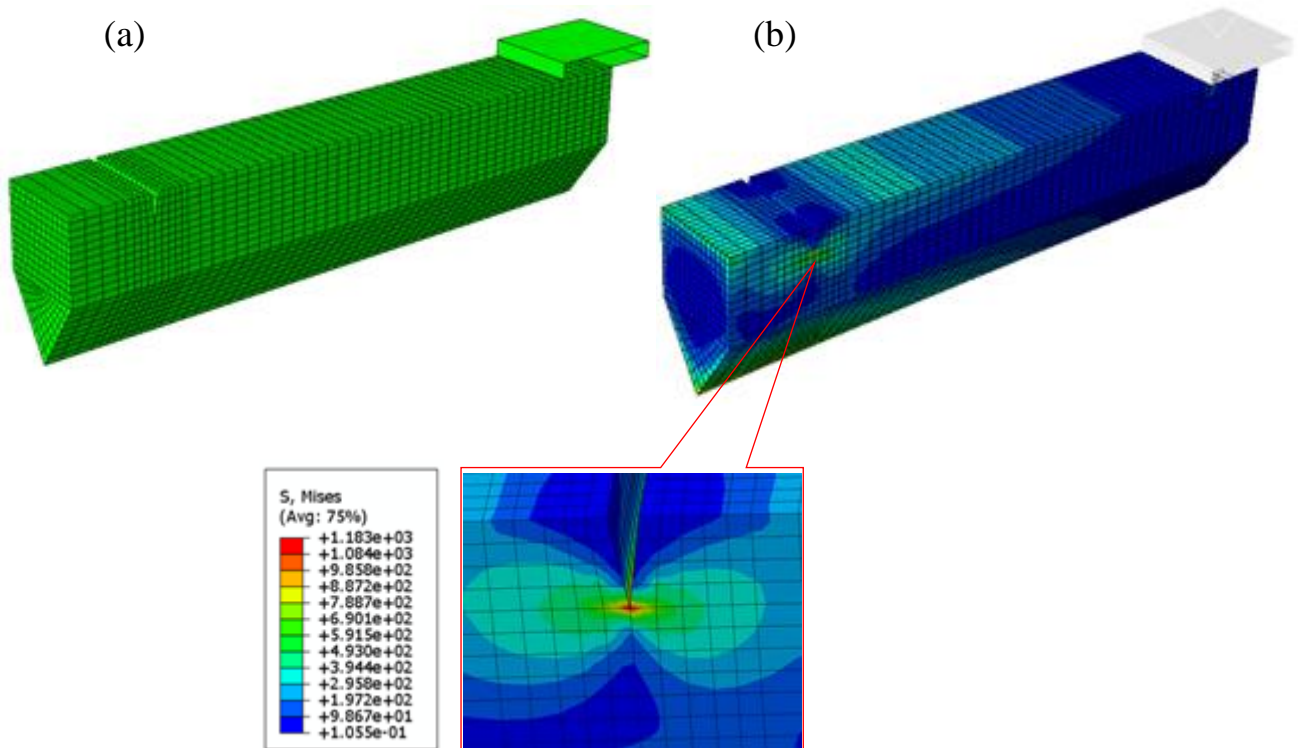 (a)
(b)
S, Mises
(Avg: 75%)
+1.183e+03
+1.084e+03
+9.858e+02
+8.872e+02
+7.887e+02
+6.901e+02
+5.915e+02
+4.930e+02
+3.944e+02
+2.958e+02
+1.972e+02
+9.867e+01
+1.055e-01